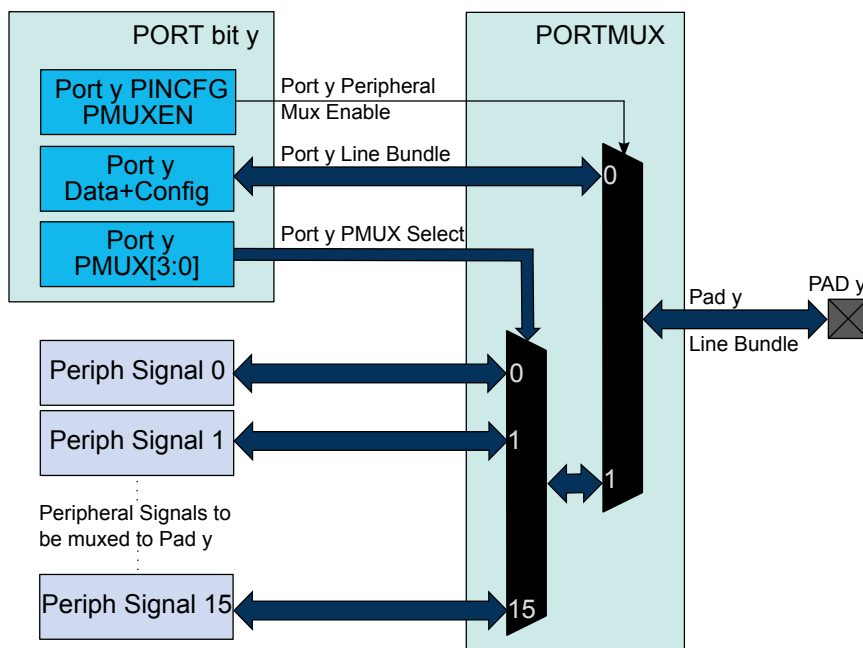 PORT bit y
PORTMUX
Port y PINCFG
PMUXEN
Port y Peripheral
Mux Enable
Port y
Data+Config
Port y Line Bundle
0
Port y
PMUX[3:0]
Port y PMUX Select
Pad y
Line Bundle
PAD y
Periph Signal 0
0
Periph Signal 1
1
1
Peripheral Signals to
be muxed to Pad y
Periph Signal 15
15